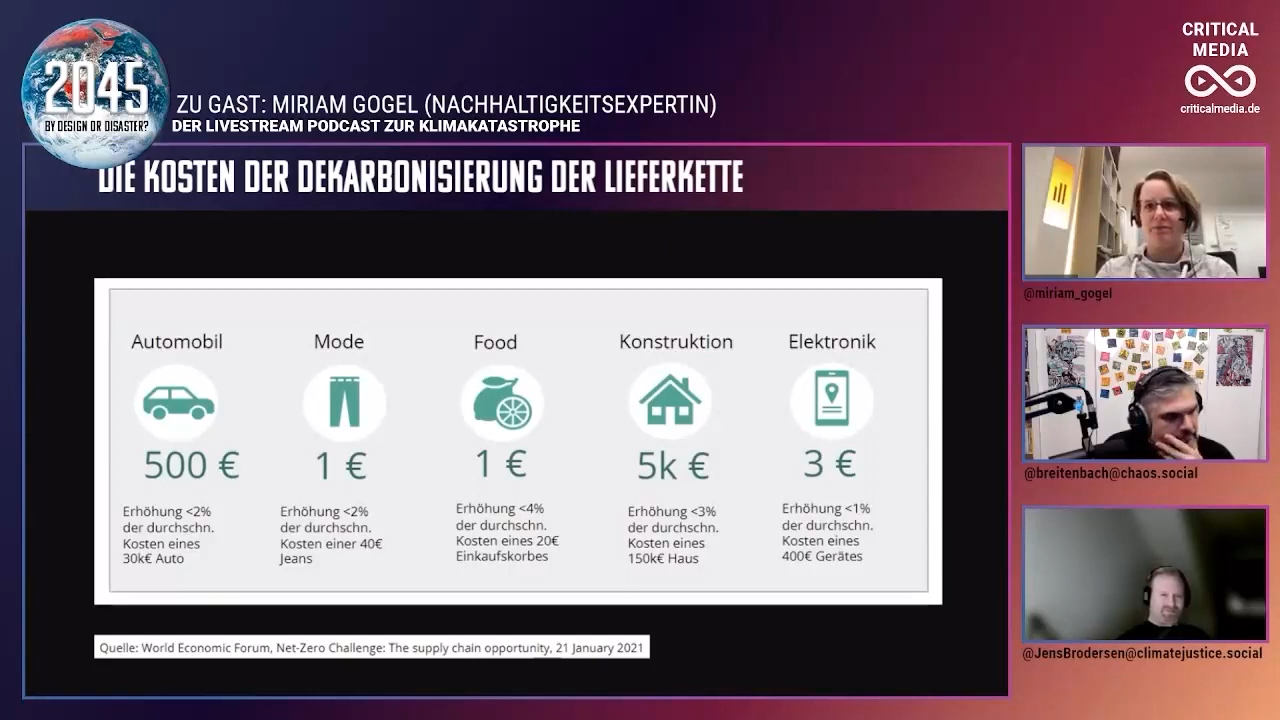 2045
BY DESIGN OR DISASTER?
ZU GAST: MIRIAM GOGEL (NACHHALTIGKEITSEXPERTIN)
DER LIVESTREAM PODCAST ZUR KLIMAKATASTROPHE
CRITICAL
MEDIA
criticalmedia.de
DIE KOSTEN DER DEKARBONISIERUNG DER LIEFERKETTE
Automobil
500 €
Erhöhung <2%
der durchschn.
Kosten eines
30k€ Auto
Mode
1 €
Erhöhung <2%
der durchschn.
Kosten einer 40€
Jeans
Food
1 €
Erhöhung <4%
der durchschn.
Kosten eines 20€
Einkaufskorbes
Konstruktion
5k €
Erhöhung <3%
der durchschn.
Kosten eines
150k€ Haus
Elektronik
3 €
Erhöhung <1%
der durchschn.
Kosten eines
400€ Gerätes
Quelle: World Economic Forum, Net-Zero Challenge: The supply chain opportunity, 21 January 2021
@miriam_gogel
@breitenbach@chaos.social
@JensBrodersen@climatejustice.social